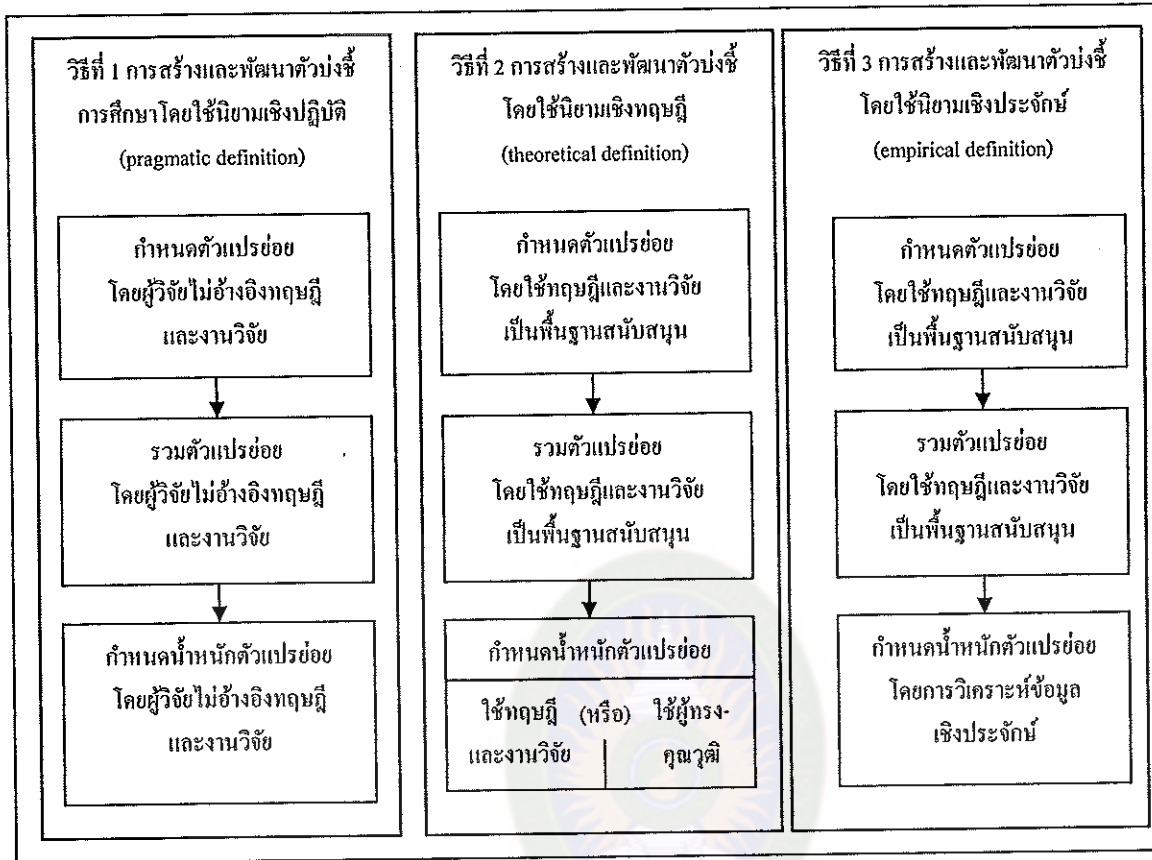 วิธีที่ 1 การสร้างและพัฒนาตัวบ่งชี้
การศึกษาโดยใช้นิยามเชิงปฏิบัติ
(pragmatic definition)
กำหนดตัวแปรย่อย
โดยผู้วิจัยไม่อ้างอิงทฤษฎี
และงานวิจัย
รวมตัวแปรย่อย
โดยผู้วิจัยไม่อ้างอิงทฤษฎี
และงานวิจัย
กำหนดน้ำหนักตัวแปรย่อย
โดยผู้วิจัยไม่อ้างอิงทฤษฎี
และงานวิจัย
วิธีที่ 2 การสร้างและพัฒนาตัวบ่งชี้
โดยใช้นิยามเชิงทฤษฎี
(theoretical definition)
กำหนดตัวแปรย่อย
โดยใช้ทฤษฎีและงานวิจัย
เป็นพื้นฐานสนับสนุน
รวมตัวแปรย่อย
โดยใช้ทฤษฎีและงานวิจัย
เป็นพื้นฐานสนับสนุน
กำหนดน้ำหนักตัวแปรย่อย
ใช้ทฤษฎี (หรือ) ใช้ผู้ทรง-
และงานวิจัย คุณวุฒิ
วิธีที่ 3 การสร้างและพัฒนาตัวบ่งชี้
โดยใช้นิยามเชิงประจักษ์
(empirical definition)
กำหนดตัวแปรย่อย
โดยใช้ทฤษฎีและงานวิจัย
เป็นพื้นฐานสนับสนุน
รวมตัวแปรย่อย
โดยใช้ทฤษฎีและงานวิจัย
เป็นพื้นฐานสนับสนุน
กำหนดน้ำหนักตัวแปรย่อย
โดยการวิเคราะห์ข้อมูล
เชิงประจักษ์